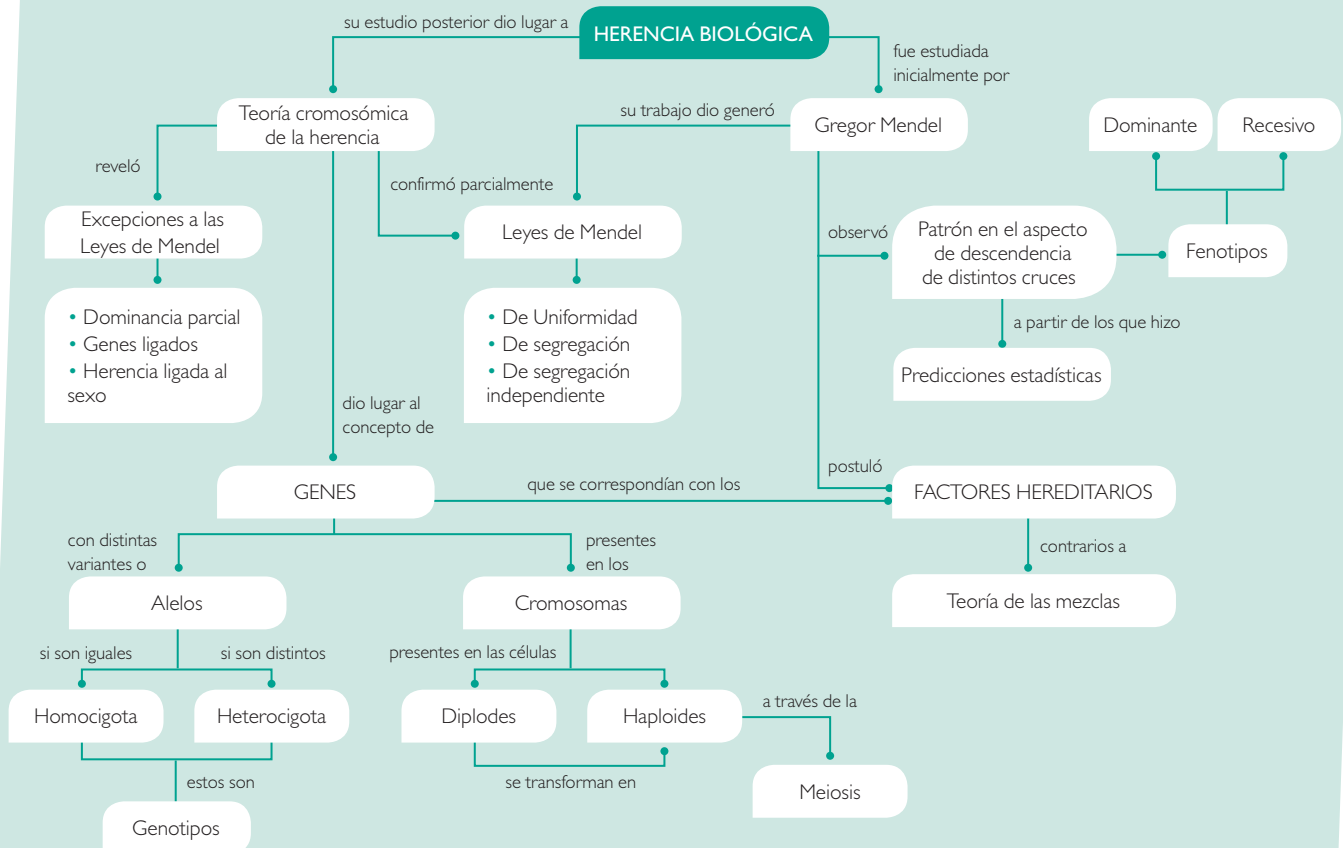 su estudio posterior dio lugar a
HERENCIA BIOLÓGICA
fue estudiada
inicialmente por
Teoría cromosómica
de la herencia
su trabajo dio generó
Gregor Mendel
Dominante
Recesivo
reveló
confirmó parcialmente
Excepciones a las
Leyes de Mendel
Leyes de Mendel
observó
Patrón en el aspecto
de descendencia
de distintos cruces
Fenotipos
• Dominancia parcial
• Genes ligados
• Herencia ligada al
sexo
• De Uniformidad
• De segregación
• De segregación
independiente
a partir de los que hizo
Predicciones estadísticas
dio lugar al
concepto de
postuló
GENES
que se correspondían con los
FACTORES HEREDITARIOS
con distintas
variantes o
presentes
en los
contrarios a
Alelos
Cromosomas
Teoría de las mezclas
si son iguales
si son distintos
presentes en las células
Homocigota
Heterocigota
Diplodes
Haploides
a través de la
estos son
se transforman en
Meiosis
Genotipos